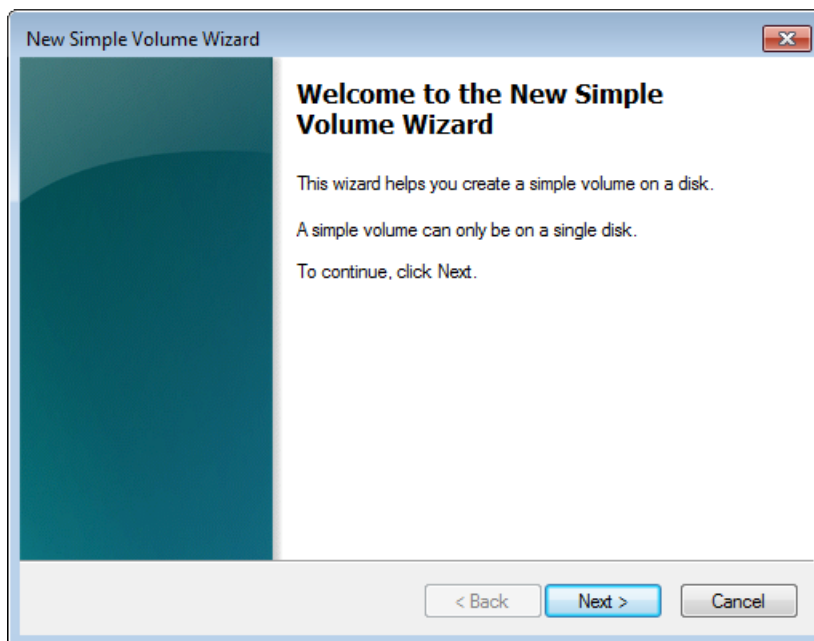 New Simple Volume Wizard
Welcome to the New Simple
Volume Wizard
This wizard helps you create a simple volume on a disk.
A simple volume can only be on a single disk.
To continue, click Next.
< Back
Next >
Cancel